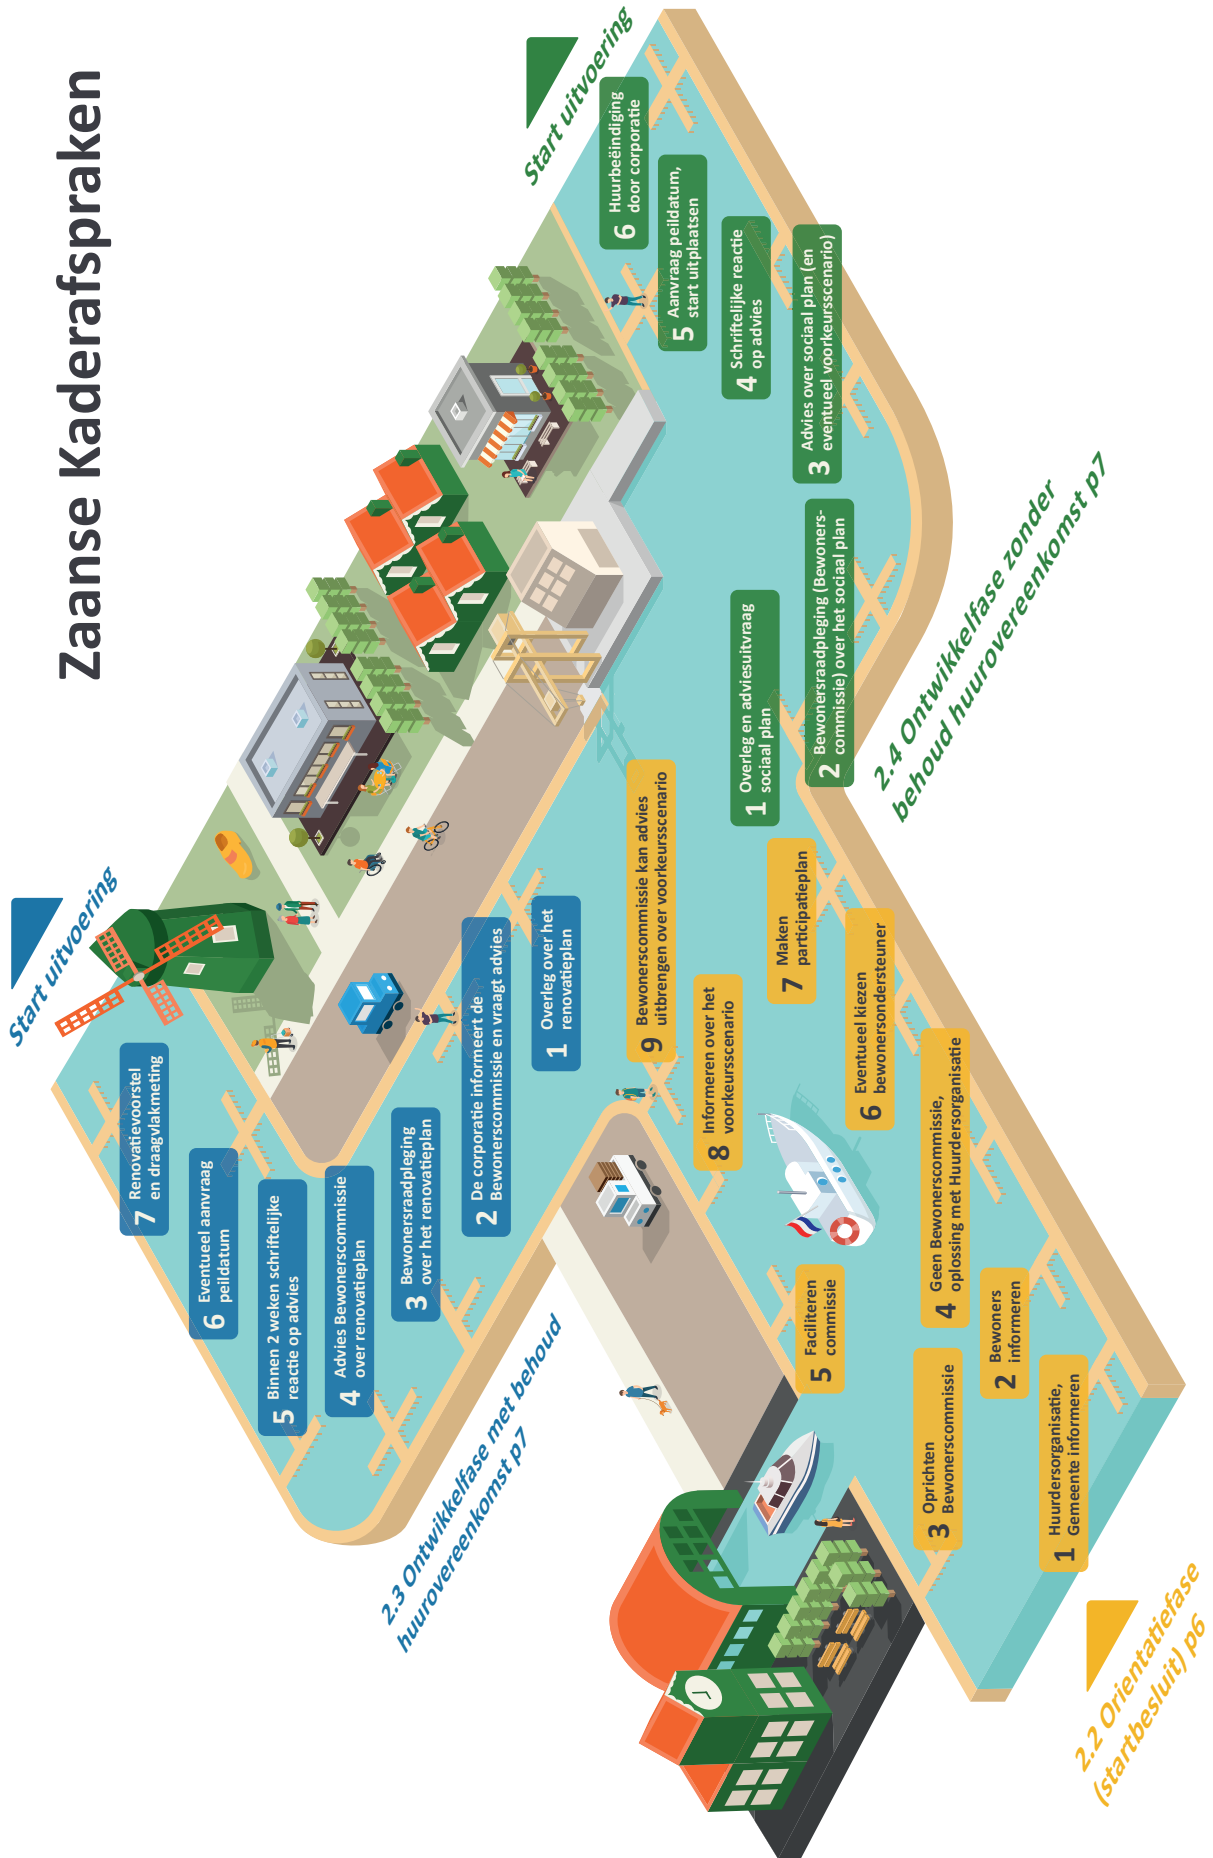 Zaanse Kaderafspraken
2.2 Orientatiefase
(startbesluit) p6
1 Huurdersorganisatie,
Gemeente informeren
2 Bewoners
informeren
3 Oprichten
Bewonerscommissie
4 Geen Bewonerscommissie,
oplossing met Huurdersorganisatie
5 Faciliteren
commissie
6 Eventueel kiezen
bewonersondersteuner
7 Maken
participatieplan
8 Informeren over het
voorkeursscenario
9 Bewonerscommissie kan advies
uitbrengen over voorkeursscenario
2.3 Ontwikkelfase met behoud
huurovereenkomst p7
1 Overleg over het
renovatieplan
2 De corporatie informeert de
Bewonerscommissie en vraagt advies
3 Bewonersraadpleging
over het renovatieplan
4 Advies Bewonerscommissie
over renovatieplan
5 Binnen 2 weken schriftelijke
reactie op advies
6 Eventueel aanvraag
peildatum
7 Renovatievoorstel
en draagvlakmeting
Start uitvoering
2.4 Ontwikkelfase zonder
behoud huurovereenkomst p7
1 Overleg en adviesuitvraag
sociaal plan
2 Bewonersraadpleging (Bewoners-
commissie) over het sociaal plan
3 Advies over sociaal plan (en
eventueel voorkeursscenario)
4 Schriftelijke reactie
op advies
5 Aanvraag peildatum,
start uitplaatsen
6 Huurbeëindiging
door corporatie
Start uitvoering